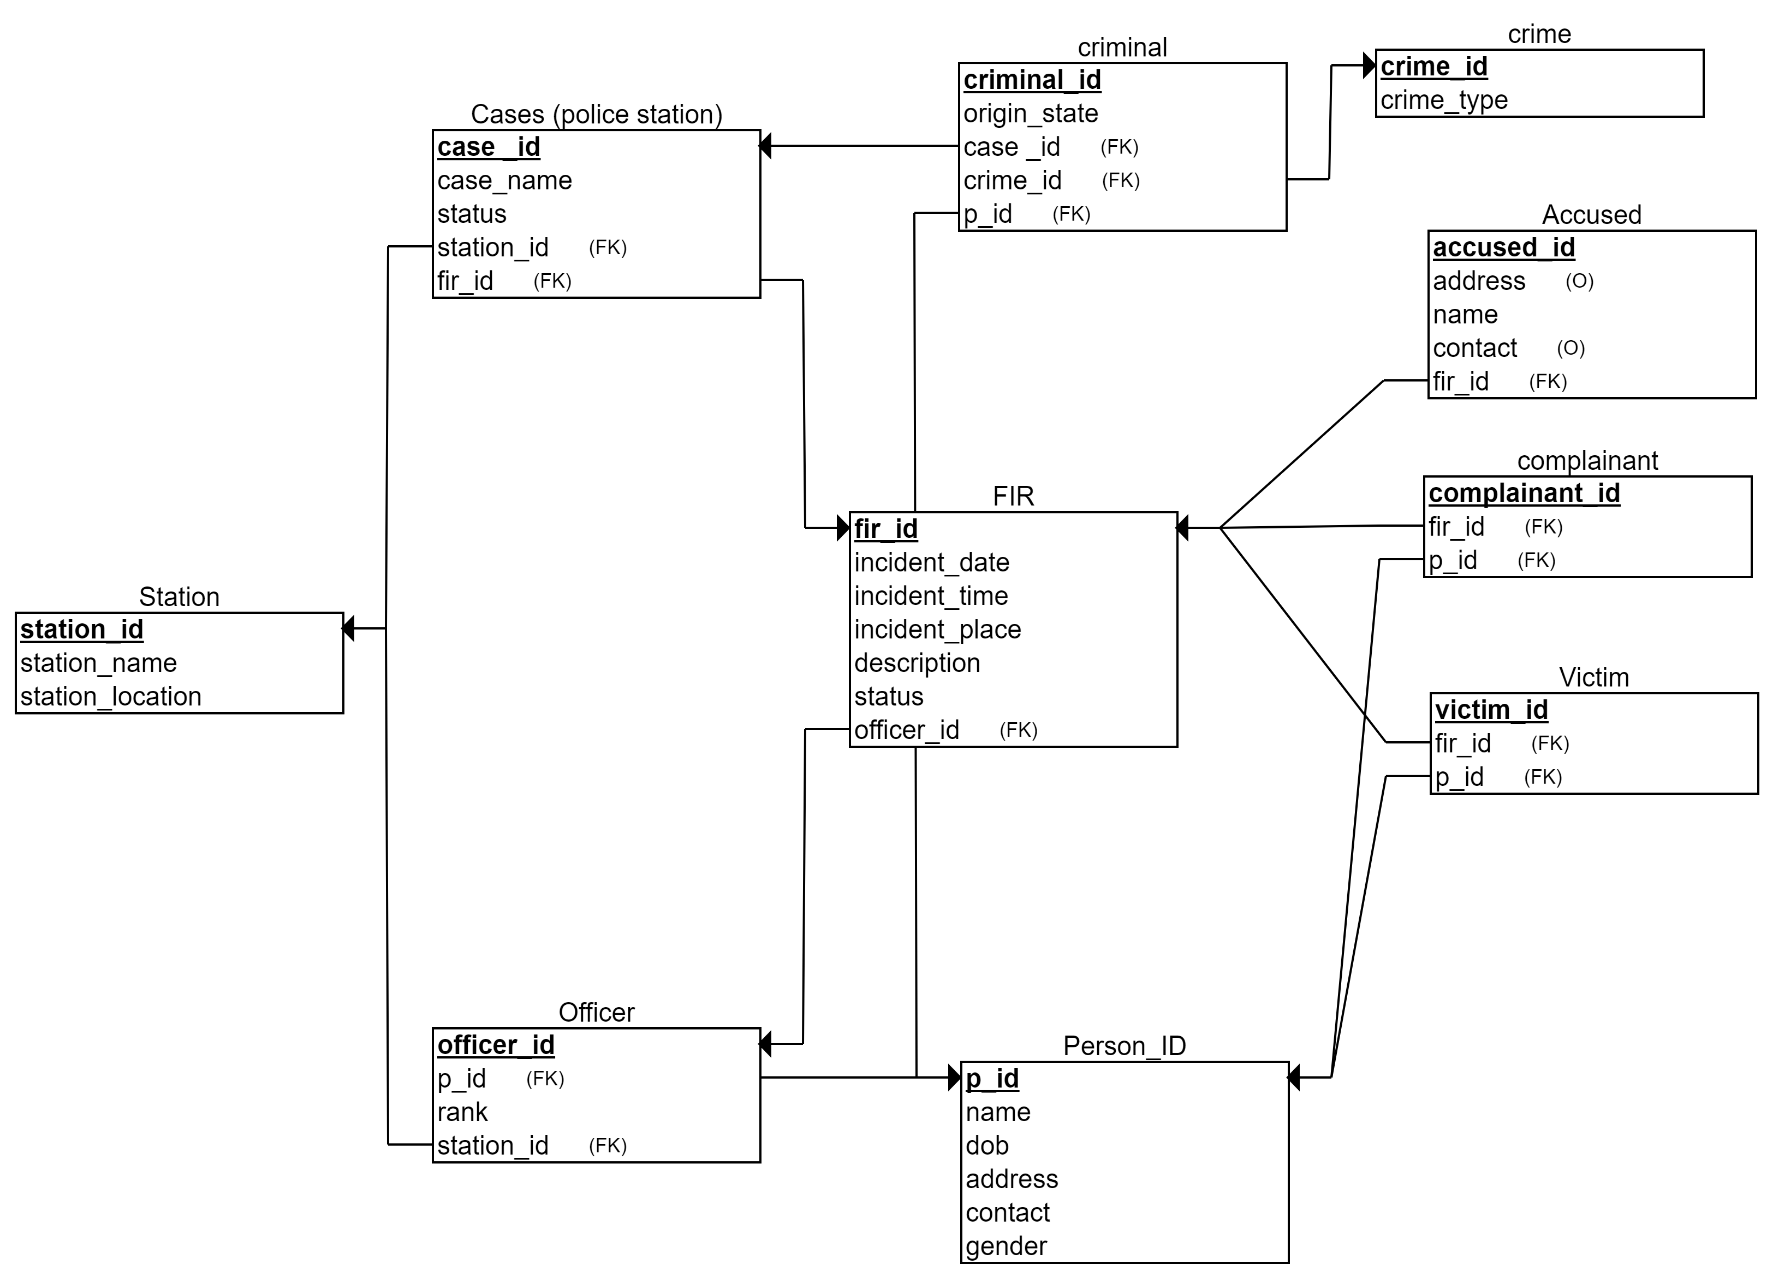 crime
crime_id
crime_type
criminal
criminal_id
origin_state
case _id (FK)
crime_id (FK)
p_id (FK)
Cases (police station)
case _id
case_name
status
station_id (FK)
fir_id (FK)
Accused
accused_id
address (O)
name
contact (O)
fir_id (FK)
complainant
complainant_id
fir_id (FK)
p_id (FK)
FIR
fir_id
incident_date
incident_time
incident_place
description
status
officer_id (FK)
Station
station_id
station_name
station_location
Victim
victim_id
fir_id (FK)
p_id (FK)
Officer
officer_id
p_id (FK)
rank
station_id (FK)
Person_ID
p_id
name
dob
address
contact
gender